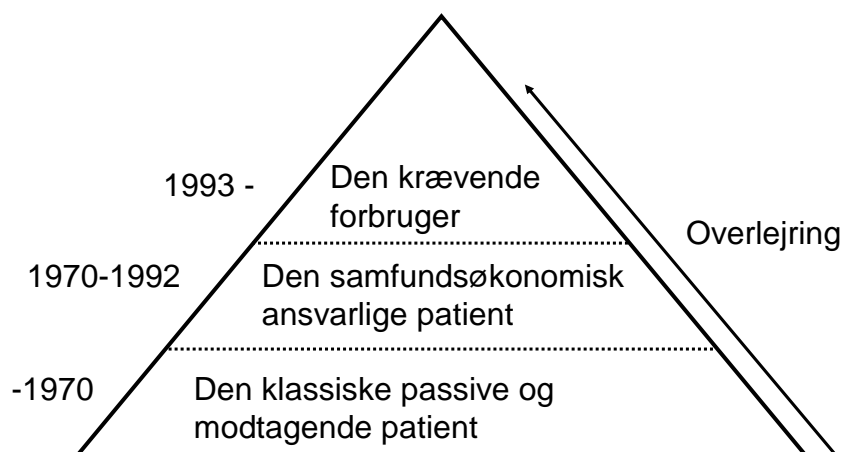 1993 -
Den krævende
forbruger
Overlejring
1970-1992
Den samfundsøkonomisk
ansvarlige patient
-1970
Den klassiske passive og
modtagende patient